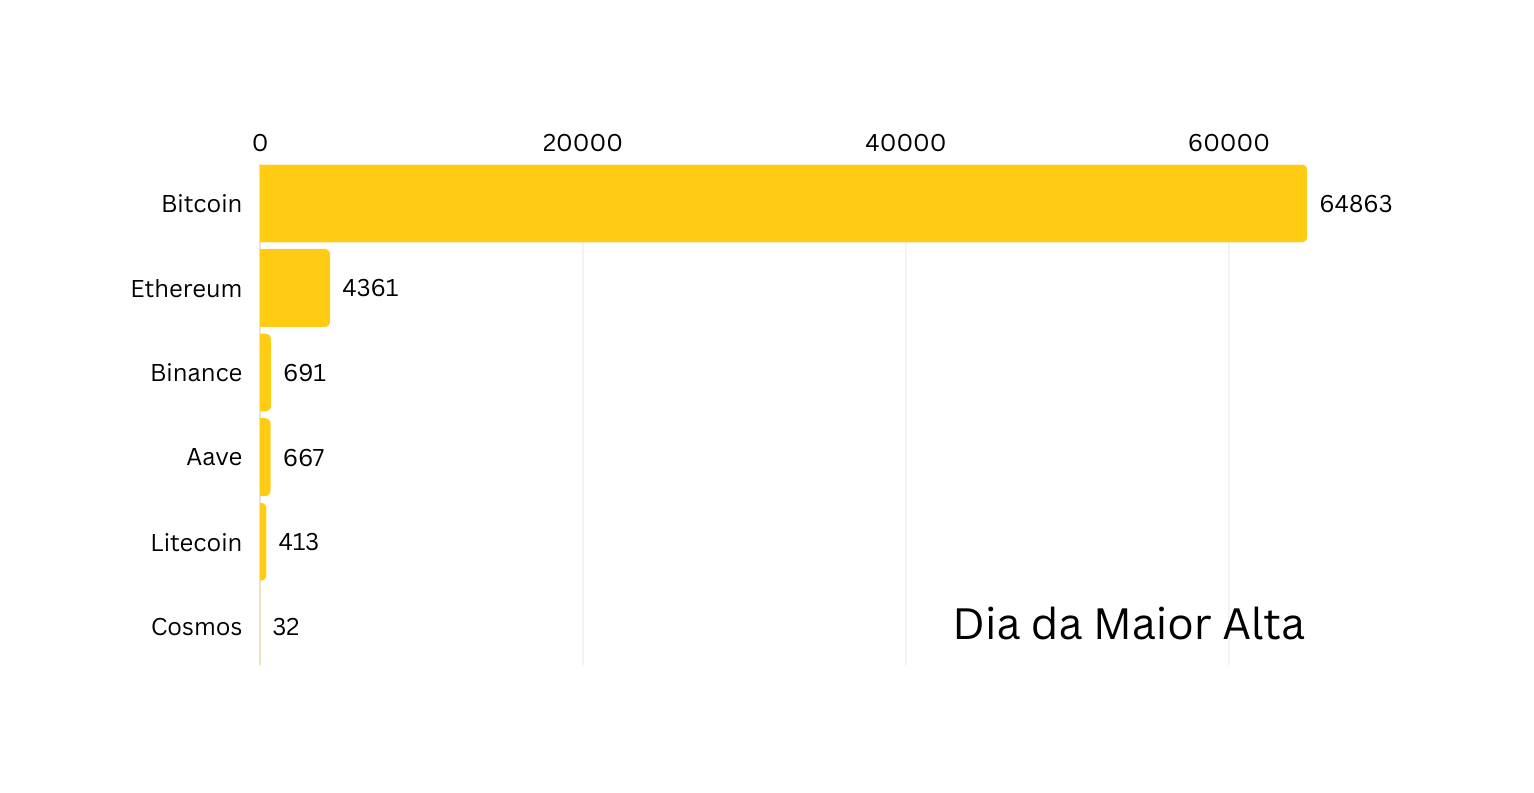 0 20000 40000 60000
Bitcoin 64863
Ethereum 4361
Binance 691
Aave 667
Litecoin 413
Cosmos 32
Dia da Maior Alta